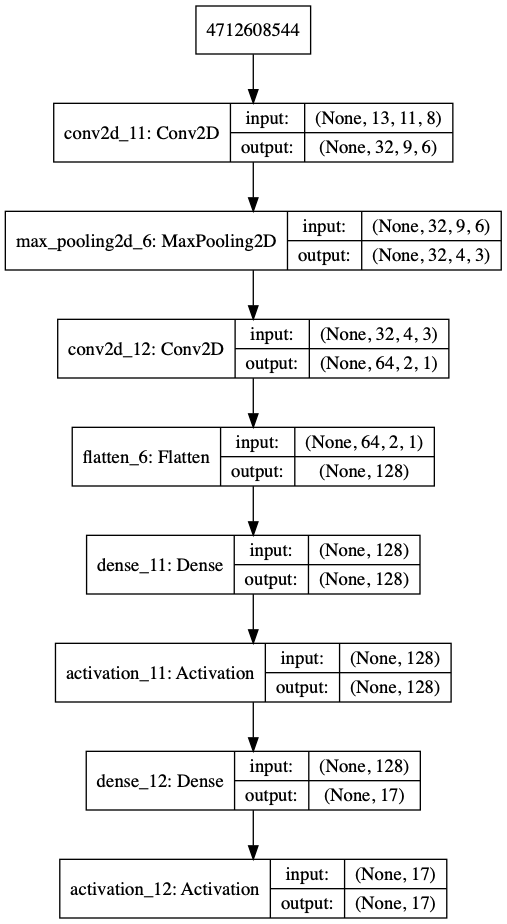 4712608544
conv2d_11: Conv2D
input:
(None, 13, 11, 8)
output:
(None, 32, 9, 6)
max_pooling2d_6: MaxPooling2D
input:
(None, 32, 9, 6)
output:
(None, 32, 4, 3)
conv2d_12: Conv2D
input:
(None, 32, 4, 3)
output:
(None, 64, 2, 1)
flatten_6: Flatten
input:
(None, 64, 2, 1)
output:
(None, 128)
dense_11: Dense
input:
(None, 128)
output:
(None, 128)
activation_11: Activation
input:
(None, 128)
output:
(None, 128)
dense_12: Dense
input:
(None, 128)
output:
(None, 17)
activation_12: Activation
input:
(None, 17)
output:
(None, 17)